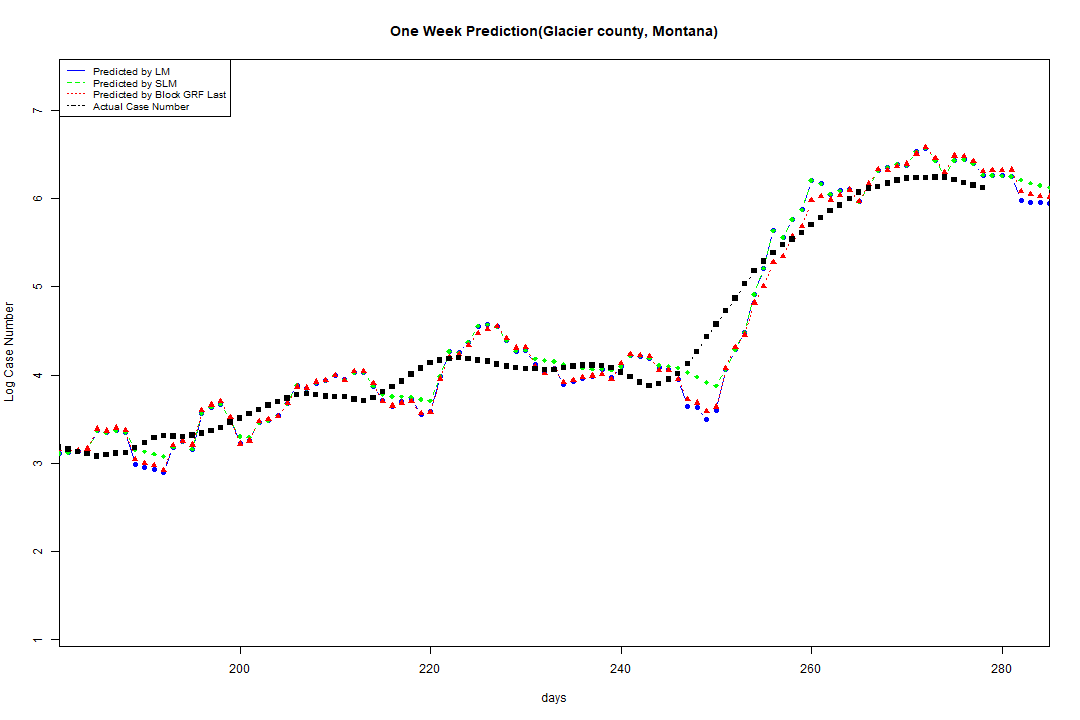 One Week Prediction(Glacier county, Montana)
Predicted by LM
Predicted by SLM
Predicted by Block GRF Last
Actual Case Number
7
6
5
4
3
2
1
Log Case Number
200
220
240
260
280
days